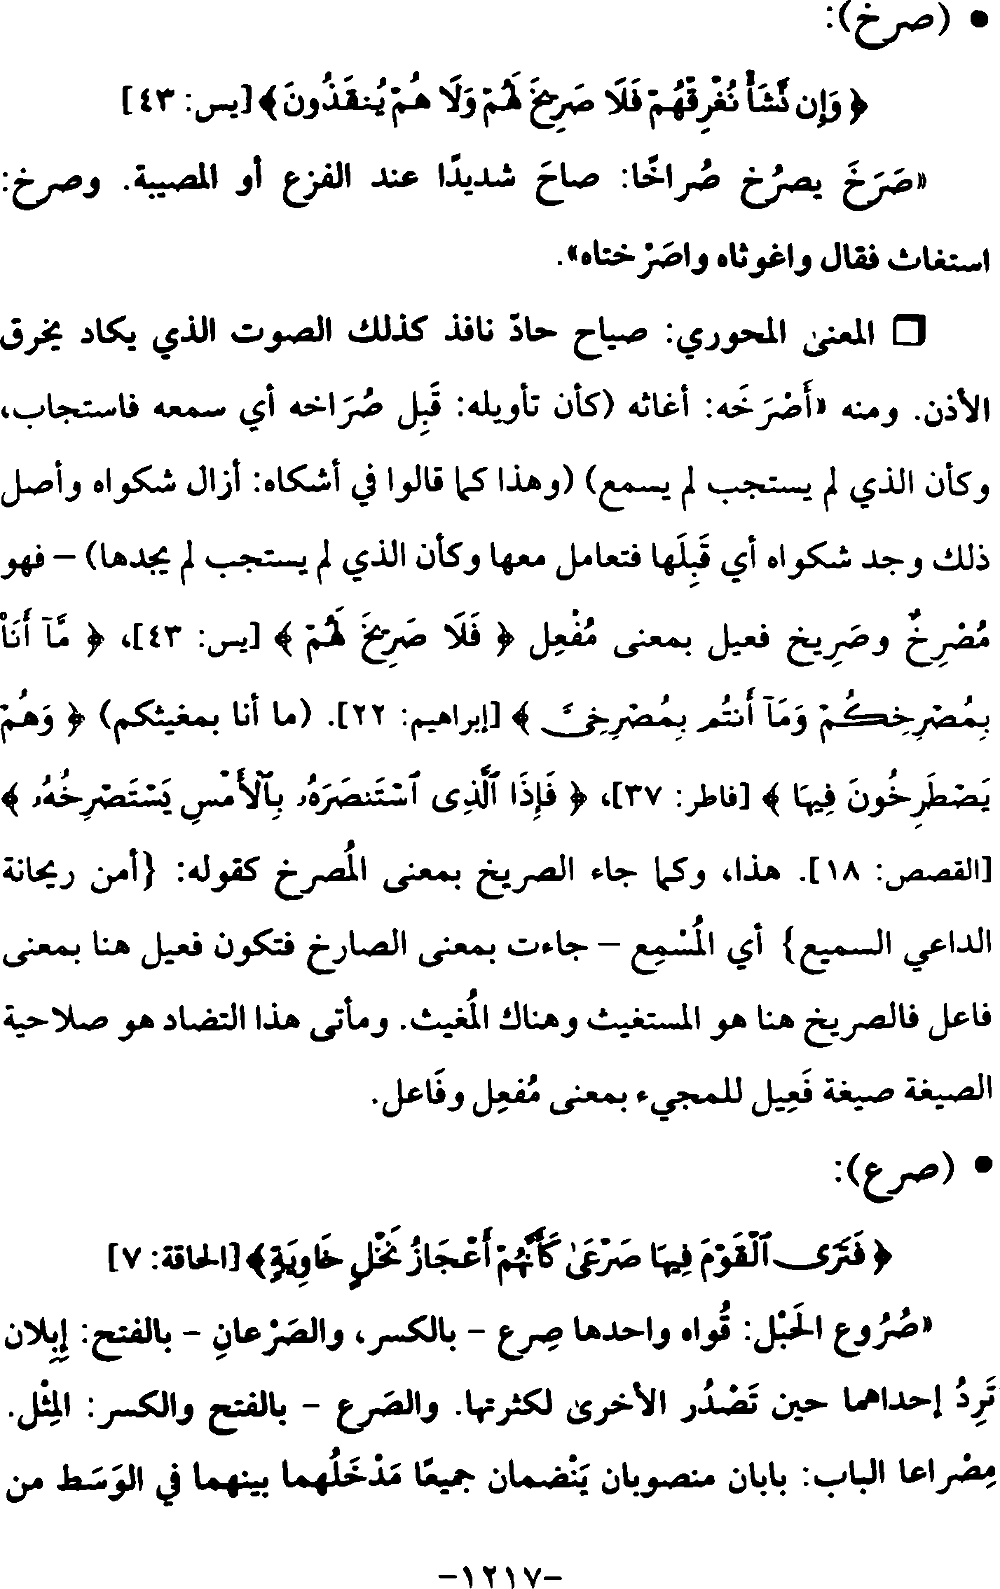 • (صرخ):
﴿ وَإِن نَّشَأْ نُغْرِقْهُمْ فَلَا صَرِيخَ لَهُمْ وَلَا هُمْ يُنقَذُونَ ﴾ [يس: ٤٣]
«صَرَخَ يصرُخ صُراخًا: صاحَ شديدًا عند الفزع أو المصيبة. وصرخ:
استغاث فقال واغوثاه واصَرْختاه».
❒ المعنىٰ المحوري: صياح حادّ نافذ كذلك الصوت الذي يكاد يخرق
الأذن. ومنه «أَصْرَخَه: أغاثه (كأن تأويله: قَبِل صُرَاخه أي سمعه فاستجاب،
وكأن الذي لم يستجب لم يسمع) (وهذا كما قالوا في أشكاه: أزال شكواه وأصل
ذلك وجد شكواه أي قَبِلَها فتعامل معها وكأن الذي لم يستجب لم يجدها) – فهو
مُصْرِخٌ وصَرِيخ فعيل بمعنى مُفْعِل ﴿ فَلَا صَرِيخَ لَهُمْ ﴾ [يس: ٤٣]، ﴿ مَّآ أَنَا۠
بِمُصْرِخِكُمْ وَمَآ أَنتُم بِمُصْرِخِىَّ ﴾ [إبراهيم: ٢٢]. (ما أنا بمغيثكم) ﴿ وَهُمْ
يَصْطَرِخُونَ فِيهَا ﴾ [فاطر: ٣٧]، ﴿ فَإِذَا ٱلَّذِى ٱسْتَنصَرَهُۥ بِٱلْأَمْسِ يَسْتَصْرِخُهُۥ ﴾
[القصص: ١٨]. هذا، وكما جاء الصريخ بمعنى المُصرخ كقوله: {أمن ريحانة
الداعي السميع} أي المُسْمِع – جاءت بمعنى الصارخ فتكون فعيل هنا بمعنى
فاعل فالصريخ هنا هو المستغيث وهناك المُغيث. ومأتى هذا التضاد هو صلاحية
الصيغة صيغة فَعِيل للمجيء بمعنى مُفعِل وفَاعل.
• (صرع):
﴿ فَتَرَى ٱلْقَوْمَ فِيهَا صَرْعَىٰ كَأَنَّهُمْ أَعْجَازُ نَخْلٍ خَاوِيَةٍ ﴾ [الحاقة: ٧]
«صُرُوع الحَبْل: قُواه واحدها صِرع – بالكسر، والصَرْعانِ – بالفتح: إِبِلان
تَرِدُ إحداهما حين تَصْدُر الأخرىٰ لكثرتها. والصَرع – بالفتح والكسر: المِثْل.
مِصْراعا الباب: بابان منصوبان يَنْضمان جميعًا مَدْخَلُهما بينهما في الوَسَط من
-١٢١٧-